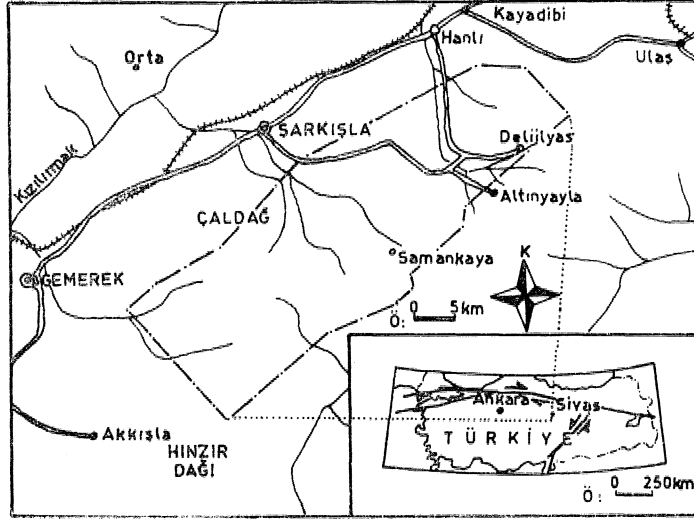 Kayadibi
Hanlı
Ulaş
Orta
ŞARKIŞLA
Deliilyas
Kızılırmak
Altınyayla
ÇALDAĞ
Samankaya
K
GEMEREK
Ö: 0 5km
Akkışla
HINZIR
DAĞI
Ankara
Sivas
TÜRKİYE
Ö: 0 250km